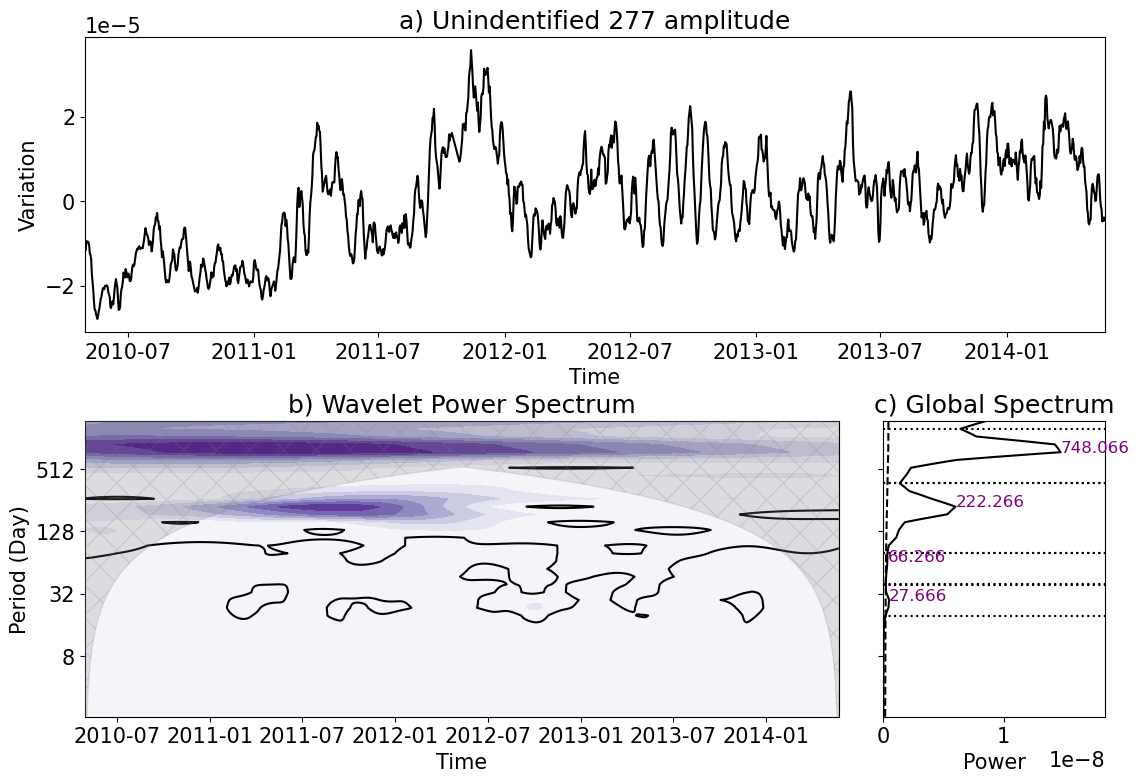 a) Unindentified 277 amplitude
1e−5
Variation
2
0
−2
2010-07 2011-01 2011-07 2012-01 2012-07 2013-01 2013-07 2014-01
Time
b) Wavelet Power Spectrum
Period (Day)
512
128
32
8
2010-07 2011-01 2011-07 2012-01 2012-07 2013-01 2013-07 2014-01
Time
c) Global Spectrum
748.066
222.266
66.266
27.666
0 1
Power 1e−8